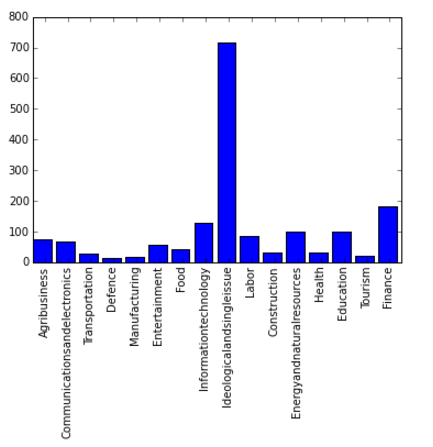 800
700
600
500
400
300
200
100
0
Agribusiness
Communicationsandelectronics
Transportation
Defence
Manufacturing
Entertainment
Food
Informationtechnology
Ideologicalandsingleissue
Labor
Construction
Energyandnaturalresources
Health
Education
Tourism
Finance